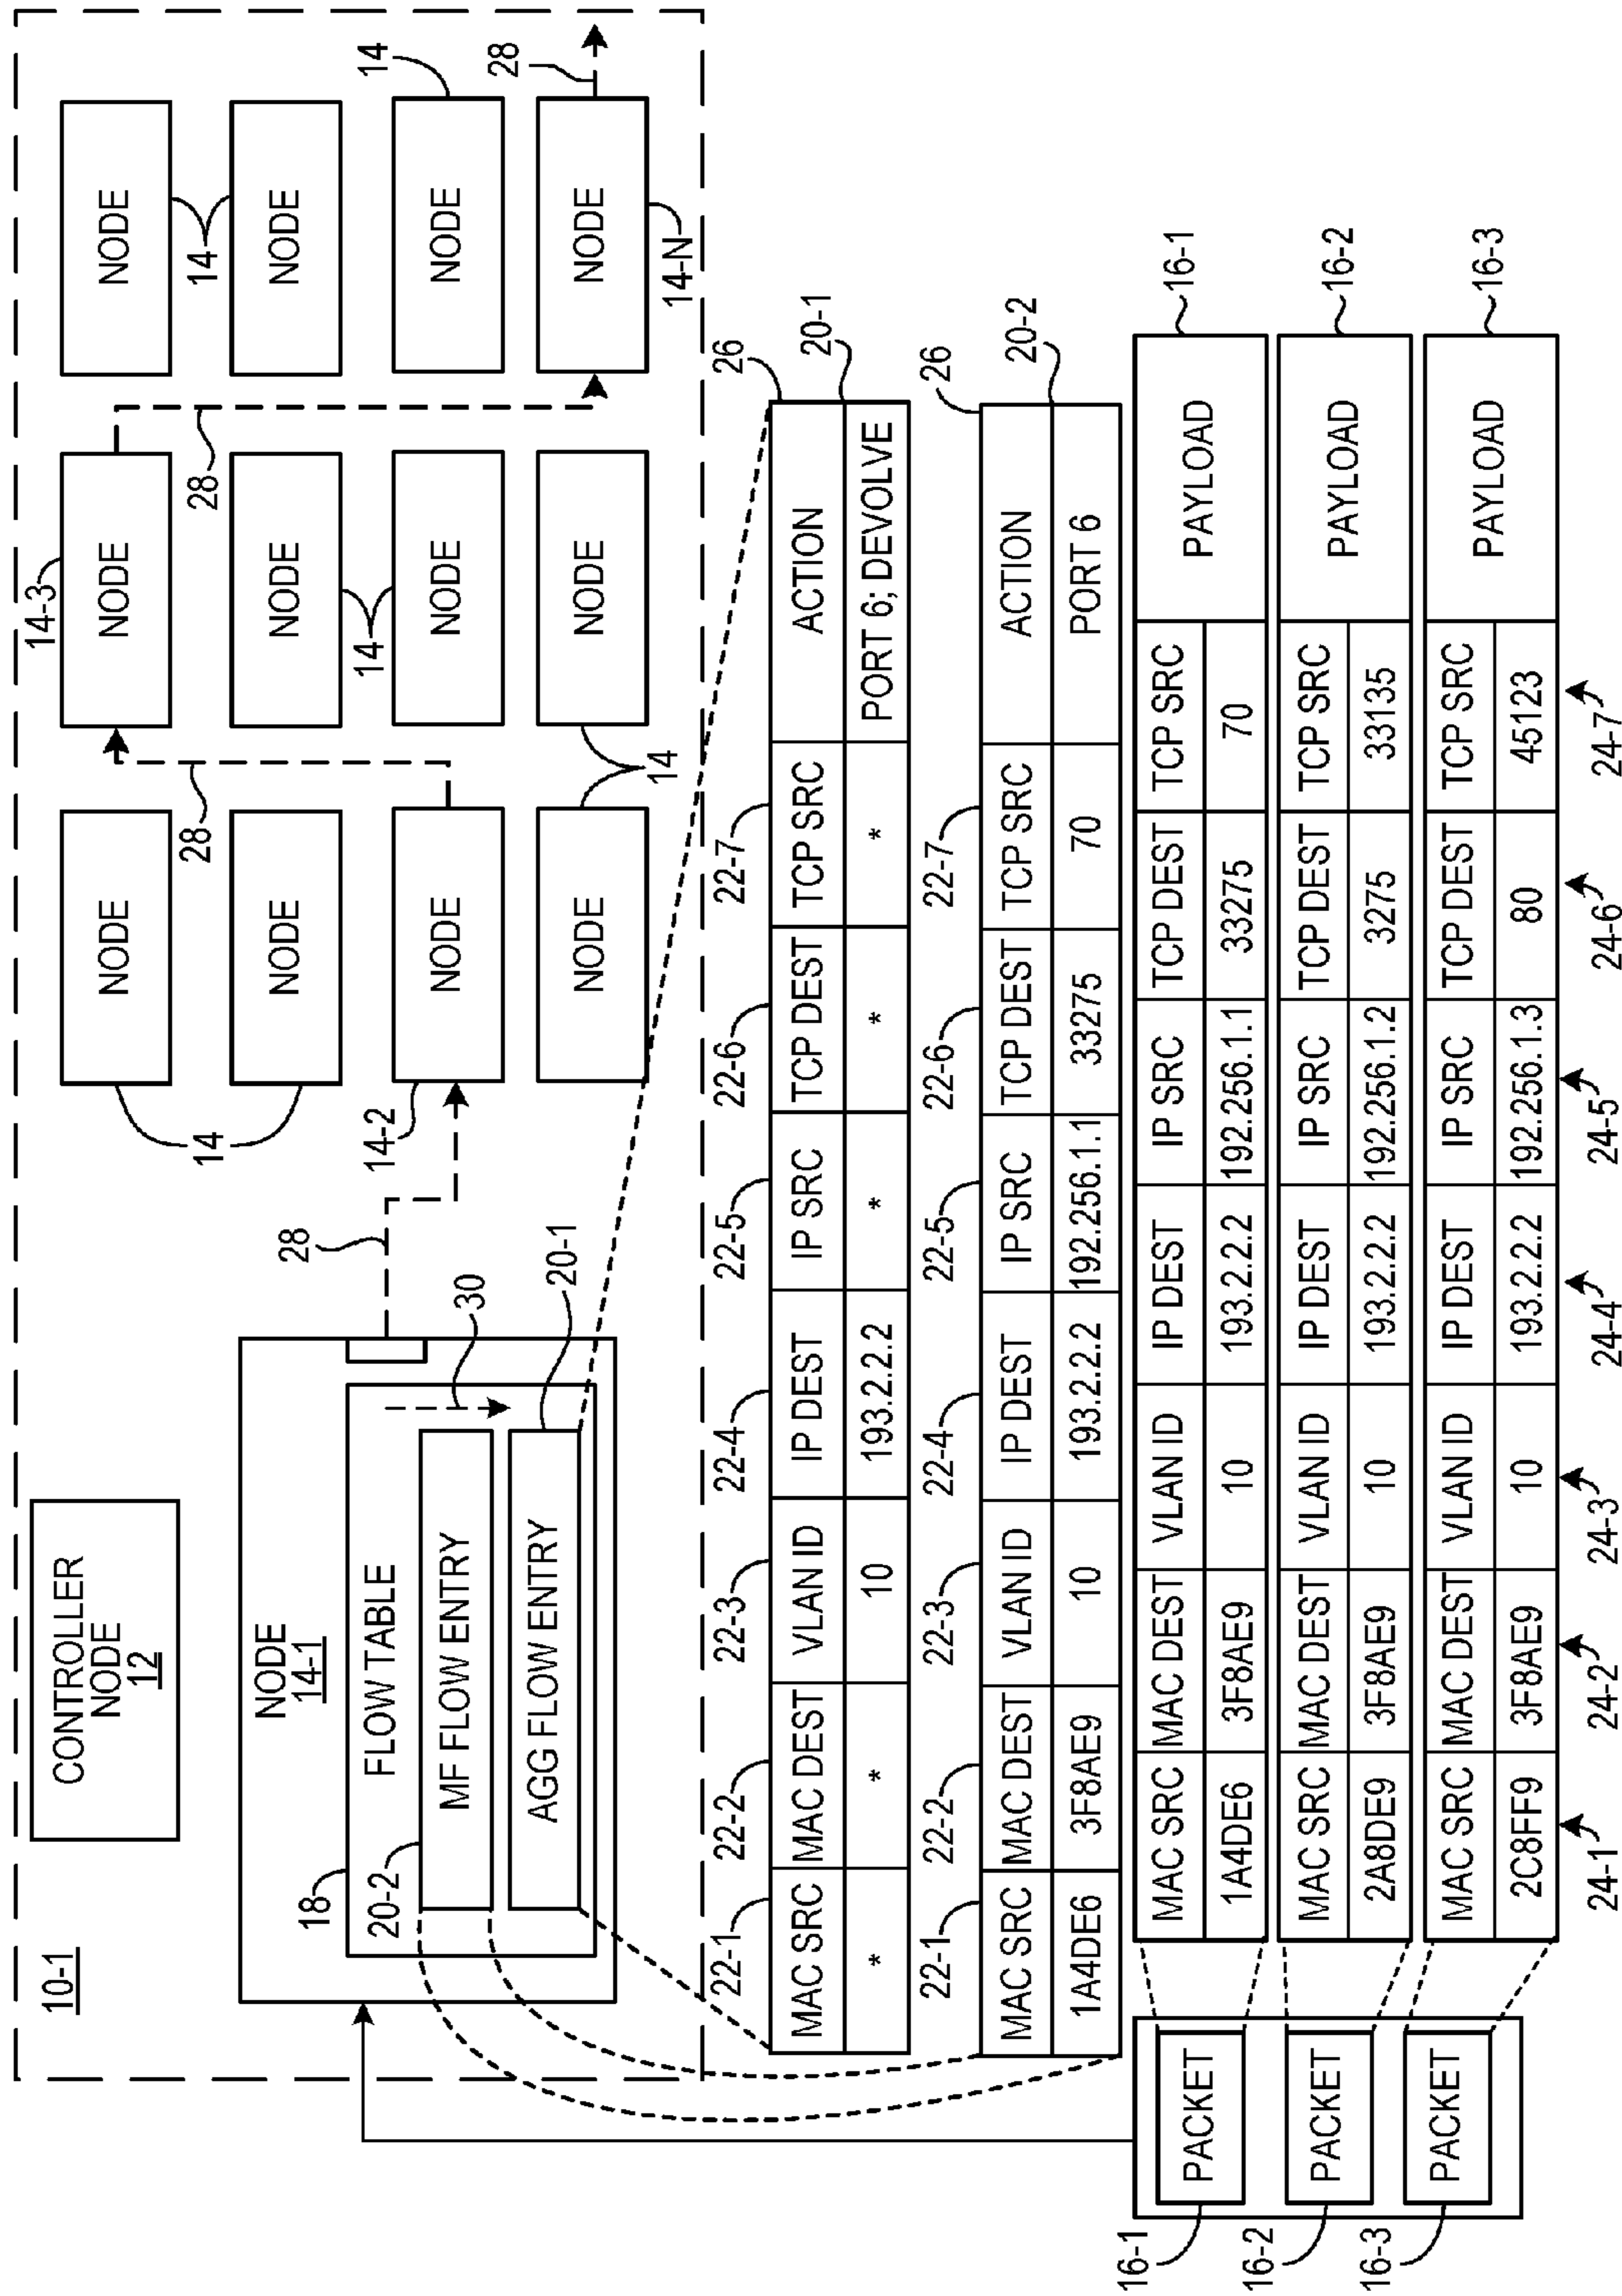 10-1
CONTROLLER
NODE
12
NODE
14-1
18
FLOW TABLE
20-2
MF FLOW ENTRY
AGG FLOW ENTRY
20-1
30
28
14
NODE
NODE
14-2
NODE
NODE
28
14-3
NODE
NODE
14
NODE
NODE
14
28
NODE
14
NODE
14
NODE
NODE
14-N
28
22-1 22-2 22-3 22-4 22-5 22-6 22-7 26
MAC SRC MAC DEST VLAN ID IP DEST IP SRC TCP DEST TCP SRC ACTION
* * 10 193.2.2.2 * * * PORT 6; DEVOLVE
20-1
22-1 22-2 22-3 22-4 22-5 22-6 22-7 26
MAC SRC MAC DEST VLAN ID IP DEST IP SRC TCP DEST TCP SRC ACTION
1A4DE6 3F8AE9 10 193.2.2.2 192.256.1.1 33275 70 PORT 6
20-2
16-1
PACKET
MAC SRC MAC DEST VLAN ID IP DEST IP SRC TCP DEST TCP SRC PAYLOAD
1A4DE6 3F8AE9 10 193.2.2.2 192.256.1.1 33275 70
16-1
16-2
PACKET
MAC SRC MAC DEST VLAN ID IP DEST IP SRC TCP DEST TCP SRC PAYLOAD
2A8DE9 3F8AE9 10 193.2.2.2 192.256.1.2 3275 33135
16-2
16-3
PACKET
MAC SRC MAC DEST VLAN ID IP DEST IP SRC TCP DEST TCP SRC PAYLOAD
2C8FF9 3F8AE9 10 193.2.2.2 192.256.1.3 80 45123
16-3
24-1 24-2 24-3 24-4 24-5 24-6 24-7